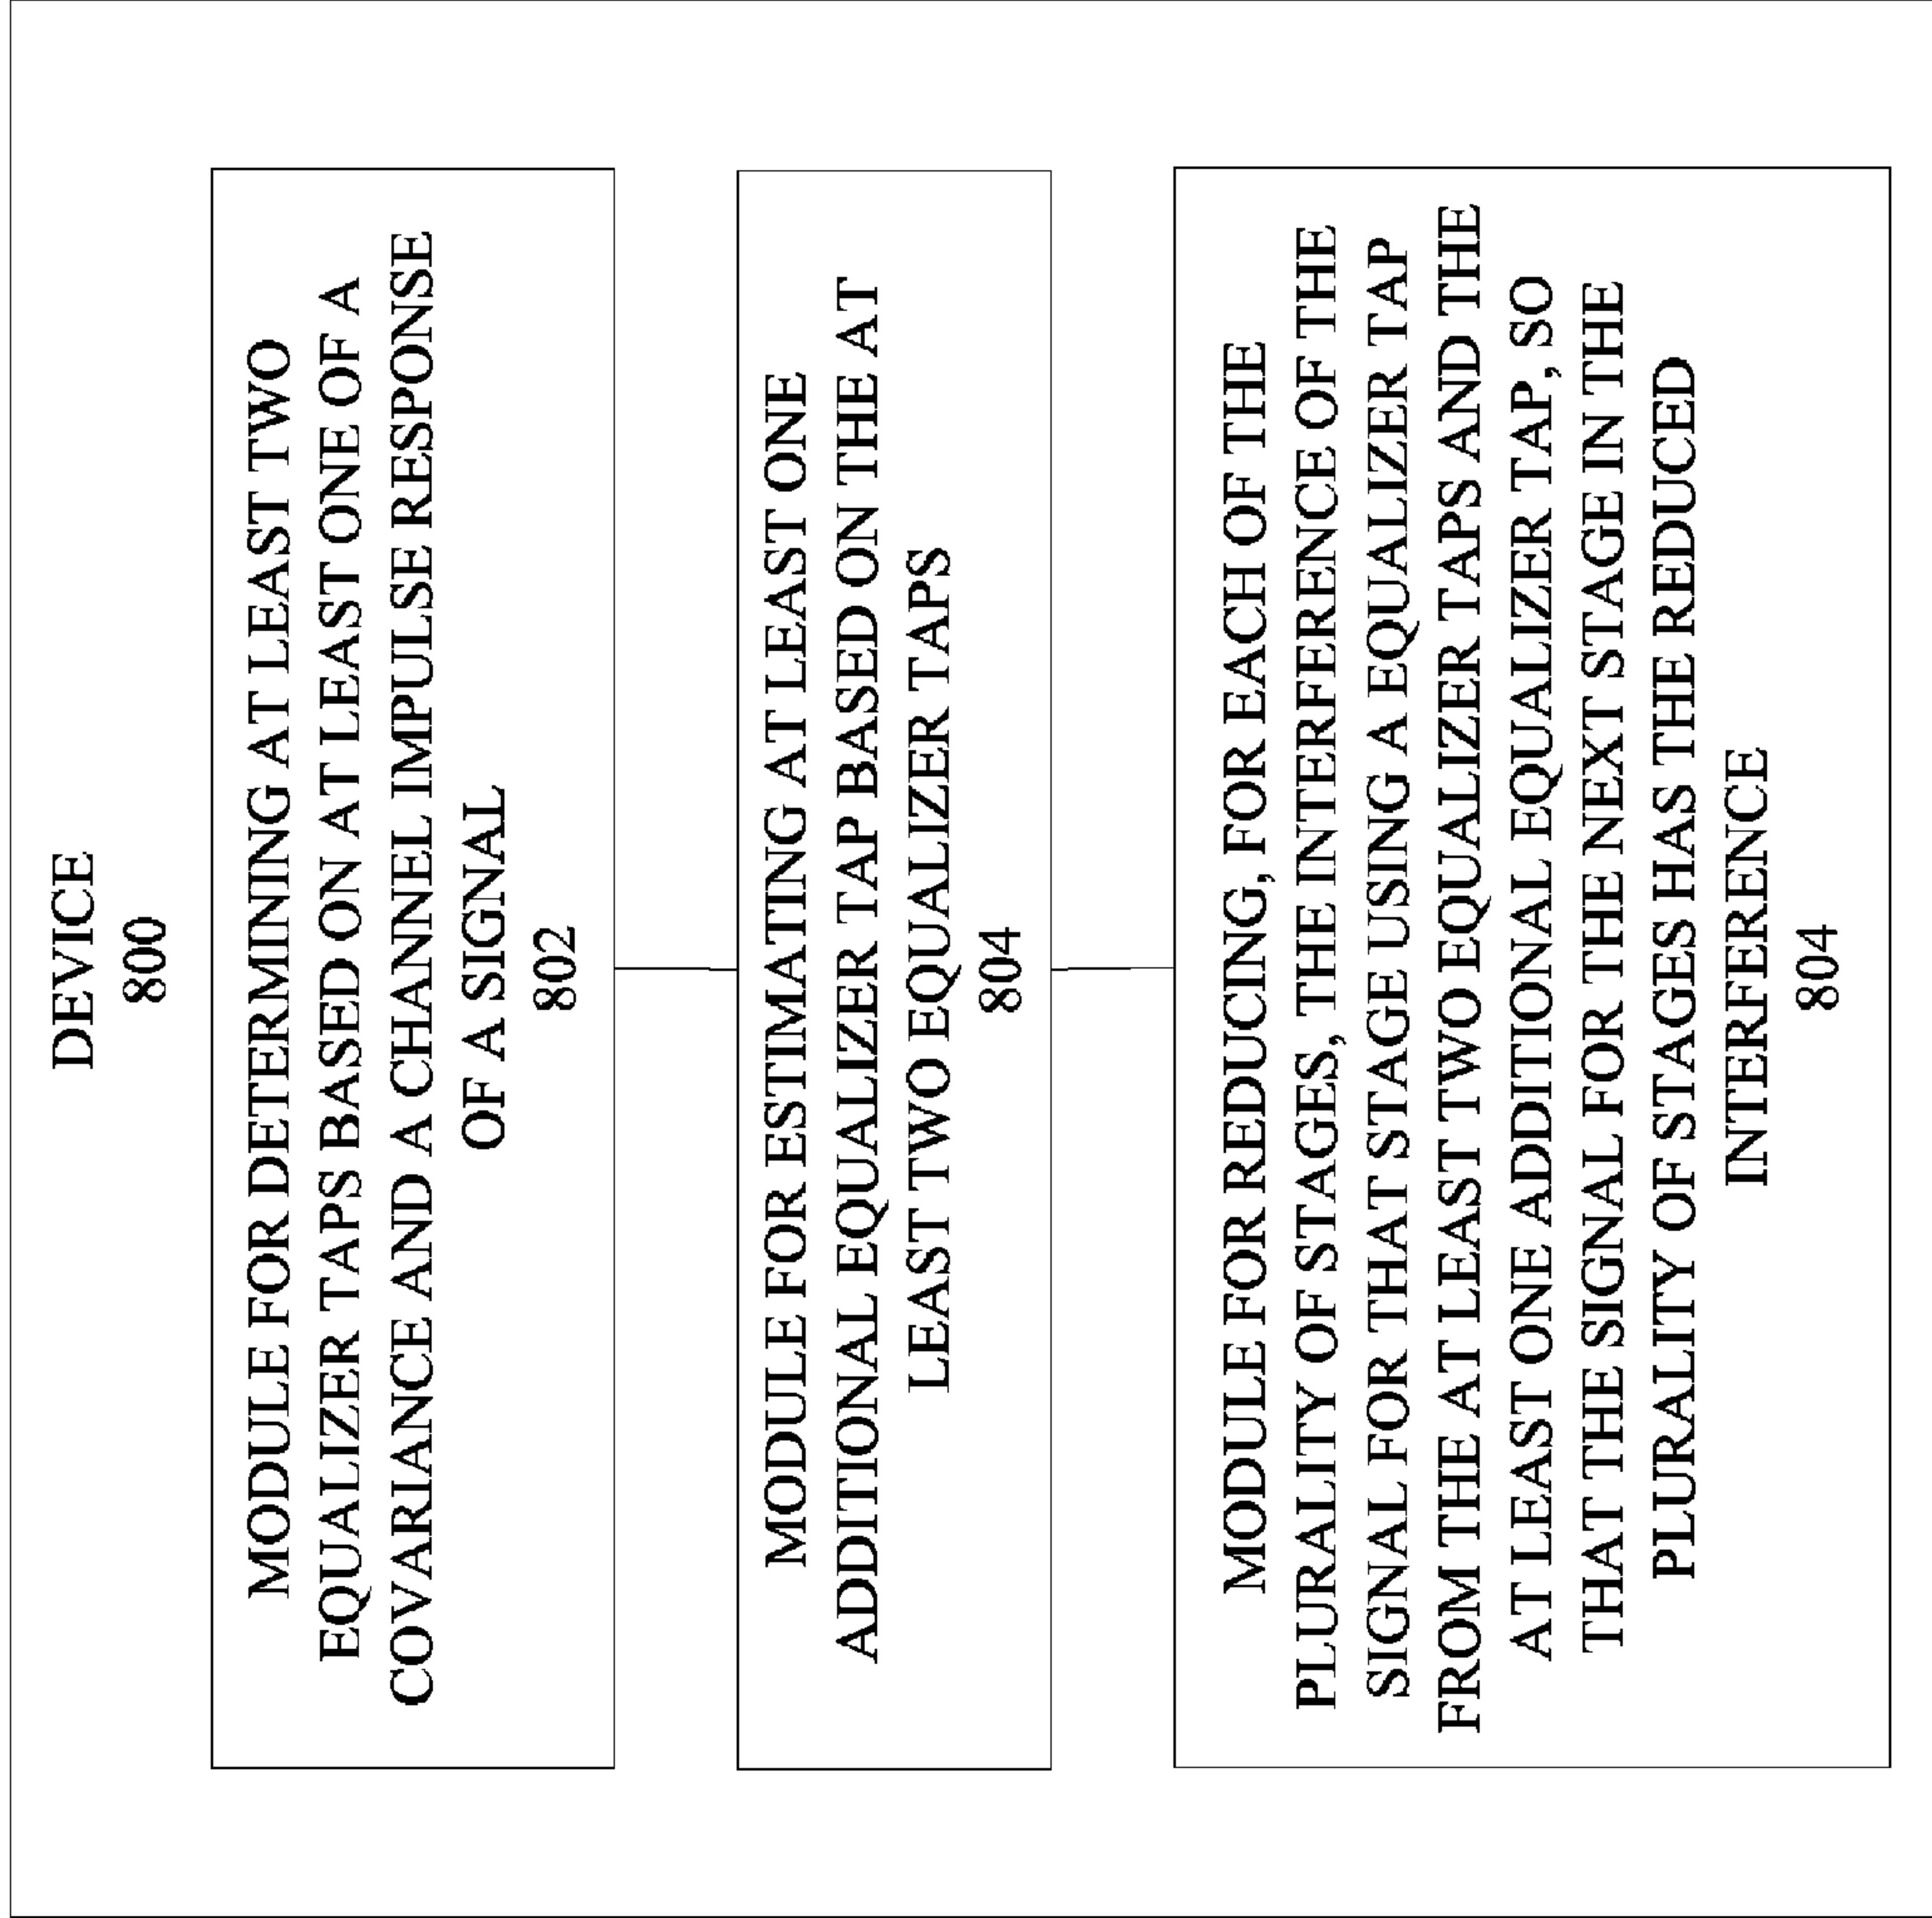 DEVICE
800
MODULE FOR DETERMINING AT LEAST TWO
EQUALIZER TAPS BASED ON AT LEAST ONE OF A
COVARIANCE AND A CHANNEL IMPULSE RESPONSE
OF A SIGNAL
802
MODULE FOR ESTIMATING AT LEAST ONE
ADDITIONAL EQUALIZER TAP BASED ON THE AT
LEAST TWO EQUALIZER TAPS
804
MODULE FOR REDUCING, FOR EACH OF THE
PLURALITY OF STAGES, THE INTERFERENCE OF THE
SIGNAL FOR THAT STAGE USING A EQUALIZER TAP
FROM THE AT LEAST TWO EQUALIZER TAPS AND THE
AT LEAST ONE ADDITIONAL EQUALIZER TAP, SO
THAT THE SIGNAL FOR THE NEXT STAGE IN THE
PLURALITY OF STAGES HAS THE REDUCED
INTERFERENCE
804